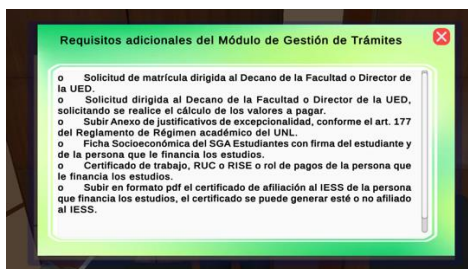 Requisitos adicionales del Módulo de Gestión de Trámites
o Solicitud de matrícula dirigida al Decano de la Facultad o Director de
la UED.
o Solicitud dirigida al Decano de la Facultad o Director de la UED,
solicitando se realice el cálculo de los valores a pagar.
o Subir Anexo de justificativos de excepcionalidad, conforme el art. 177
del Reglamento de Régimen académico del UNL.
o Ficha Socioeconómica del SGA Estudiantes con firma del estudiante y
de la persona que le financia los estudios.
o Certificado de trabajo, RUC o RISE o rol de pagos de la persona que
le financia los estudios.
o Subir en formato pdf el certificado de afiliación al IESS de la persona
que financia los estudios, el certificado se puede generar esté o no afiliado
al IESS.